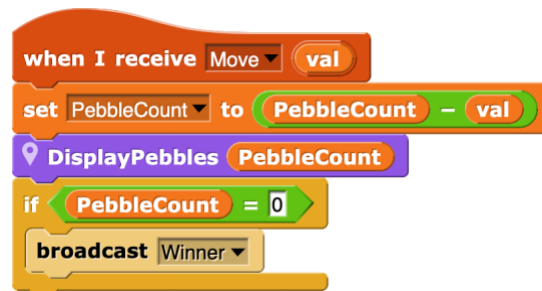 when I receive Move val
set PebbleCount to PebbleCount - val
DisplayPebbles PebbleCount
if PebbleCount = 0
broadcast Winner